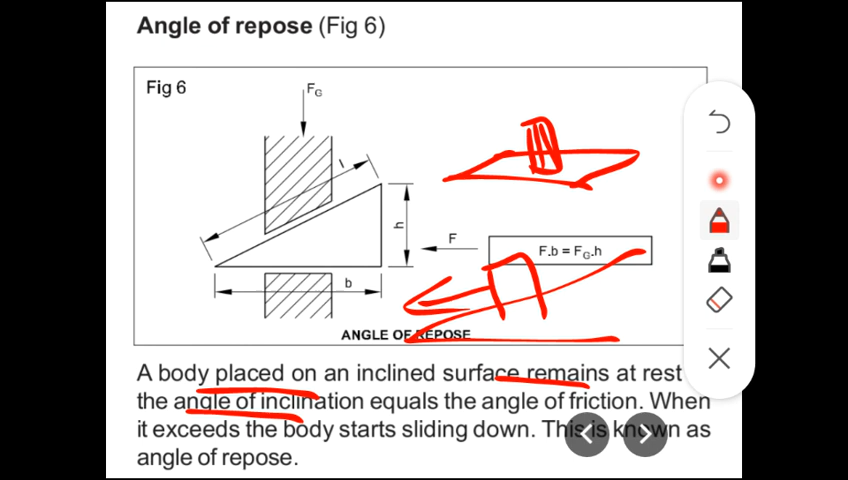 Angle of repose (Fig 6)
Fig 6
FG
l
h
F
F.b = FG.h
b
ANGLE OF REPOSE
A body placed on an inclined surface remains at rest
the angle of inclination equals the angle of friction. When
it exceeds the body starts sliding down. This is known as
angle of repose.